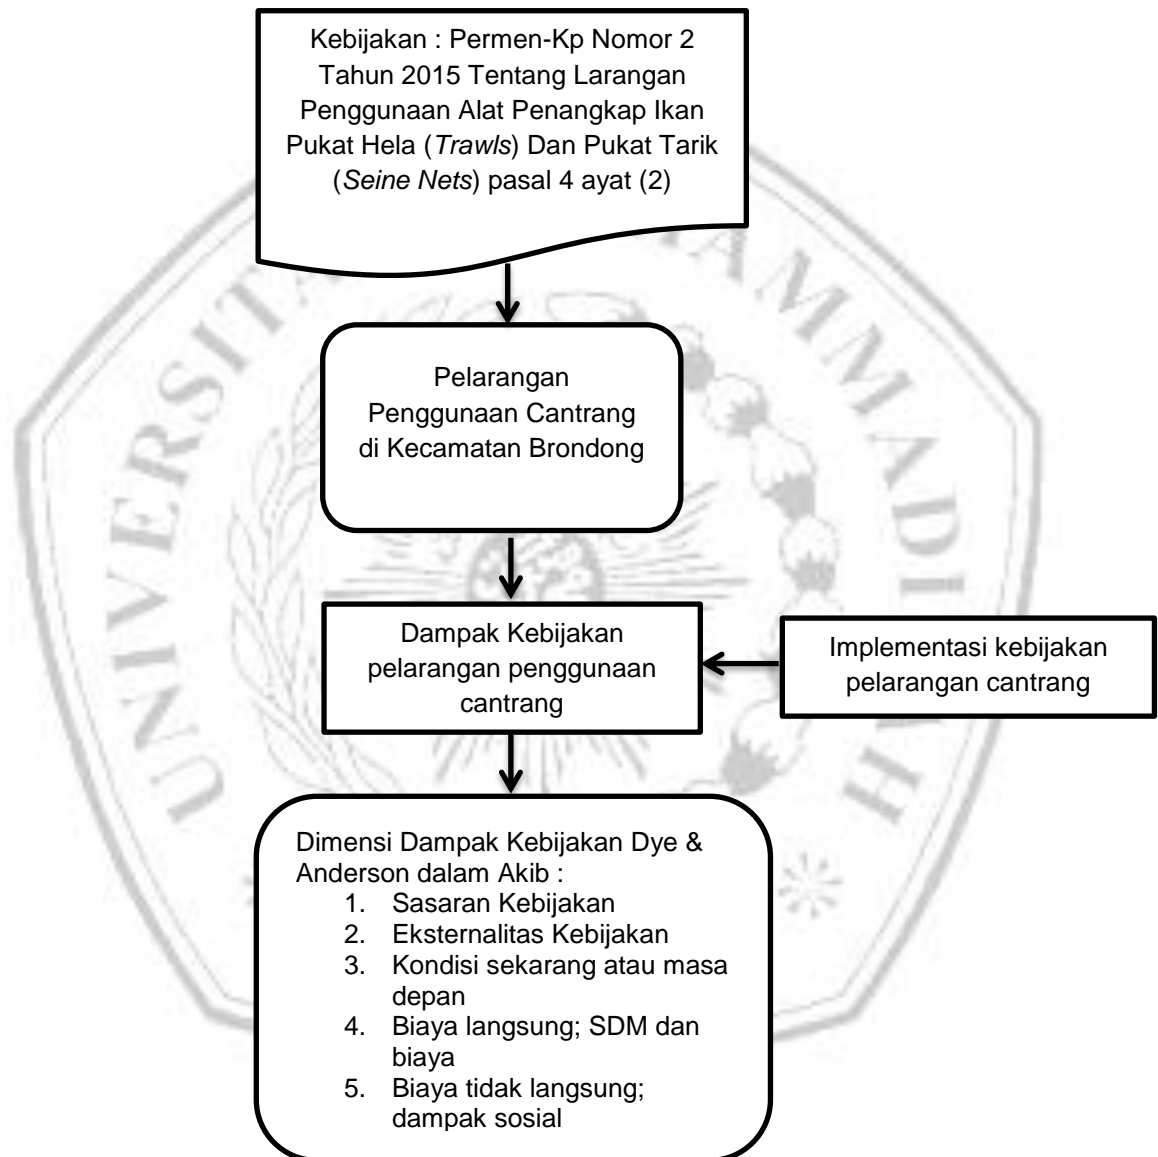 Kebijakan : Permen-Kp Nomor 2
Tahun 2015 Tentang Larangan
Penggunaan Alat Penangkap Ikan
Pukat Hela (Trawls) Dan Pukat Tarik
(Seine Nets) pasal 4 ayat (2)
Pelarangan
Penggunaan Cantrang
di Kecamatan Brondong
Dampak Kebijakan
pelarangan penggunaan
cantrang
Implementasi kebijakan
pelarangan cantrang
Dimensi Dampak Kebijakan Dye &
Anderson dalam Akib :
1. Sasaran Kebijakan
2. Eksternalitas Kebijakan
3. Kondisi sekarang atau masa
depan
4. Biaya langsung; SDM dan
biaya
5. Biaya tidak langsung;
dampak sosial